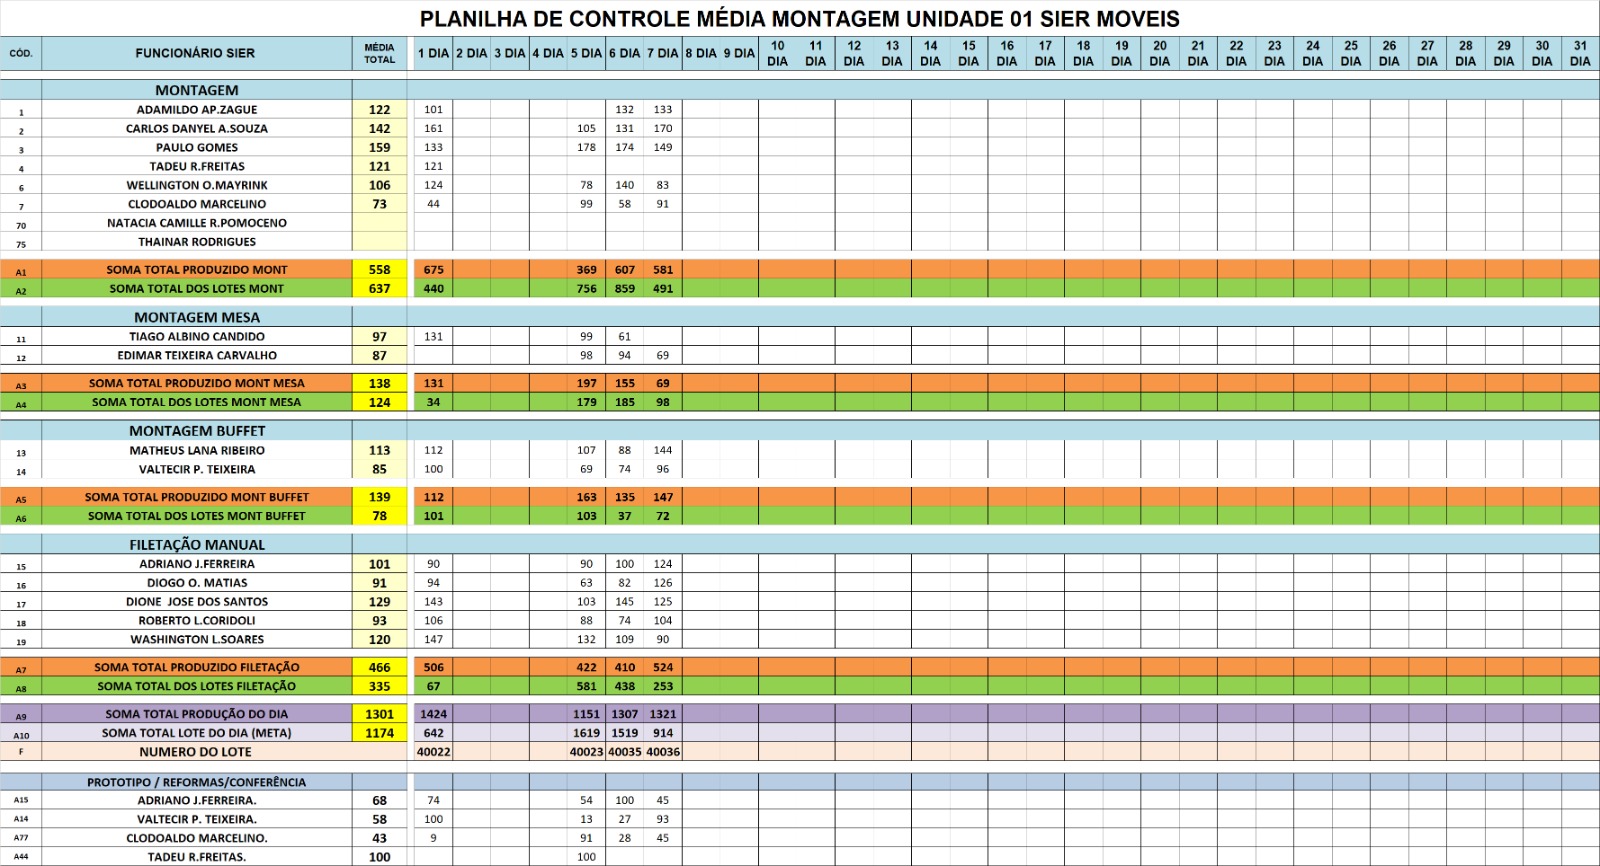 PLANILHA DE CONTROLE MÉDIA MONTAGEM UNIDADE 01 SIER MOVEIS
CÓD. FUNCIONÁRIO SIER MÉDIA TOTAL 1 DIA 2 DIA 3 DIA 4 DIA 5 DIA 6 DIA 7 DIA 8 DIA 9 DIA 10 DIA 11 DIA 12 DIA 13 DIA 14 DIA 15 DIA 16 DIA 17 DIA 18 DIA 19 DIA 20 DIA 21 DIA 22 DIA 23 DIA 24 DIA 25 DIA 26 DIA 27 DIA 28 DIA 29 DIA 30 DIA 31 DIA
MONTAGEM
1 ADAMILDO AP.ZAGUE 122 101 132 133
2 CARLOS DANYEL A.SOUZA 142 161 105 131 170
3 PAULO GOMES 159 133 178 174 149
4 TADEU R.FREITAS 121 121
6 WELLINGTON O.MAYRINK 106 124 78 140 83
7 CLODOALDO MARCELINO 73 44 99 58 91
70 NATACIA CAMILLE R.POMOCENO
75 THAINAR RODRIGUES
A1 SOMA TOTAL PRODUZIDO MONT 558 675 369 607 581
A2 SOMA TOTAL DOS LOTES MONT 637 440 756 859 491
MONTAGEM MESA
11 TIAGO ALBINO CANDIDO 97 131 99 61
12 EDIMAR TEIXEIRA CARVALHO 87 98 94 69
A3 SOMA TOTAL PRODUZIDO MONT MESA 138 131 197 155 69
A4 SOMA TOTAL DOS LOTES MONT MESA 124 34 179 185 98
MONTAGEM BUFFET
13 MATHEUS LANA RIBEIRO 113 112 107 88 144
14 VALTECIR P. TEIXEIRA 85 100 69 74 96
A5 SOMA TOTAL PRODUZIDO MONT BUFFET 139 112 163 135 147
A6 SOMA TOTAL DOS LOTES MONT BUFFET 78 101 103 37 72
FILETAÇÃO MANUAL
15 ADRIANO J.FERREIRA 101 90 90 100 124
16 DIOGO O. MATIAS 91 94 63 82 126
17 DIONE JOSE DOS SANTOS 129 143 103 145 125
18 ROBERTO L.CORIDOLI 93 106 88 74 104
19 WASHINGTON L.SOARES 120 147 132 109 90
A7 SOMA TOTAL PRODUZIDO FILETAÇÃO 466 506 422 410 524
A8 SOMA TOTAL DOS LOTES FILETAÇÃO 335 67 581 438 253
A9 SOMA TOTAL PRODUÇÃO DO DIA 1301 1424 1151 1307 1321
A10 SOMA TOTAL LOTE DO DIA (META) 1174 642 1619 1519 914
F NUMERO DO LOTE 40022 40023 40035 40036
PROTOTIPO / REFORMAS/CONFERÊNCIA
A15 ADRIANO J.FERREIRA. 68 74 54 100 45
A14 VALTECIR P. TEIXEIRA. 58 100 13 27 93
A77 CLODOALDO MARCELINO. 43 9 91 28 45
A44 TADEU R.FREITAS. 100 100